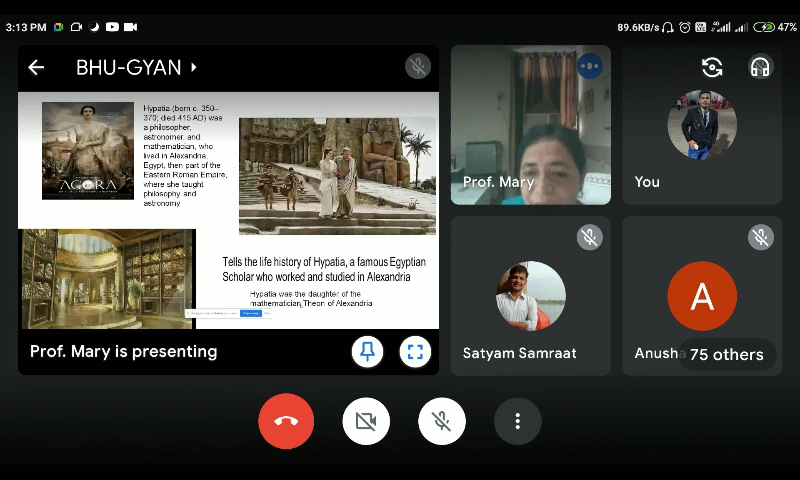 3:13 PM
89.6KB/s
4G
47%
BHU-GYAN
Hypatia (born c. 350–
370; died 415 AD) was
a philosopher,
astronomer, and
mathematician, who
lived in Alexandria,
Egypt, then part of the
Eastern Roman Empire,
where she taught
philosophy and
astronomy
AGORA
Tells the life history of Hypatia, a famous Egyptian
Scholar who worked and studied in Alexandria
Hypatia was the daughter of the
mathematician Theon of Alexandria
Prof. Mary is presenting
Prof. Mary
You
Satyam Samraat
A
Anusha
75 others